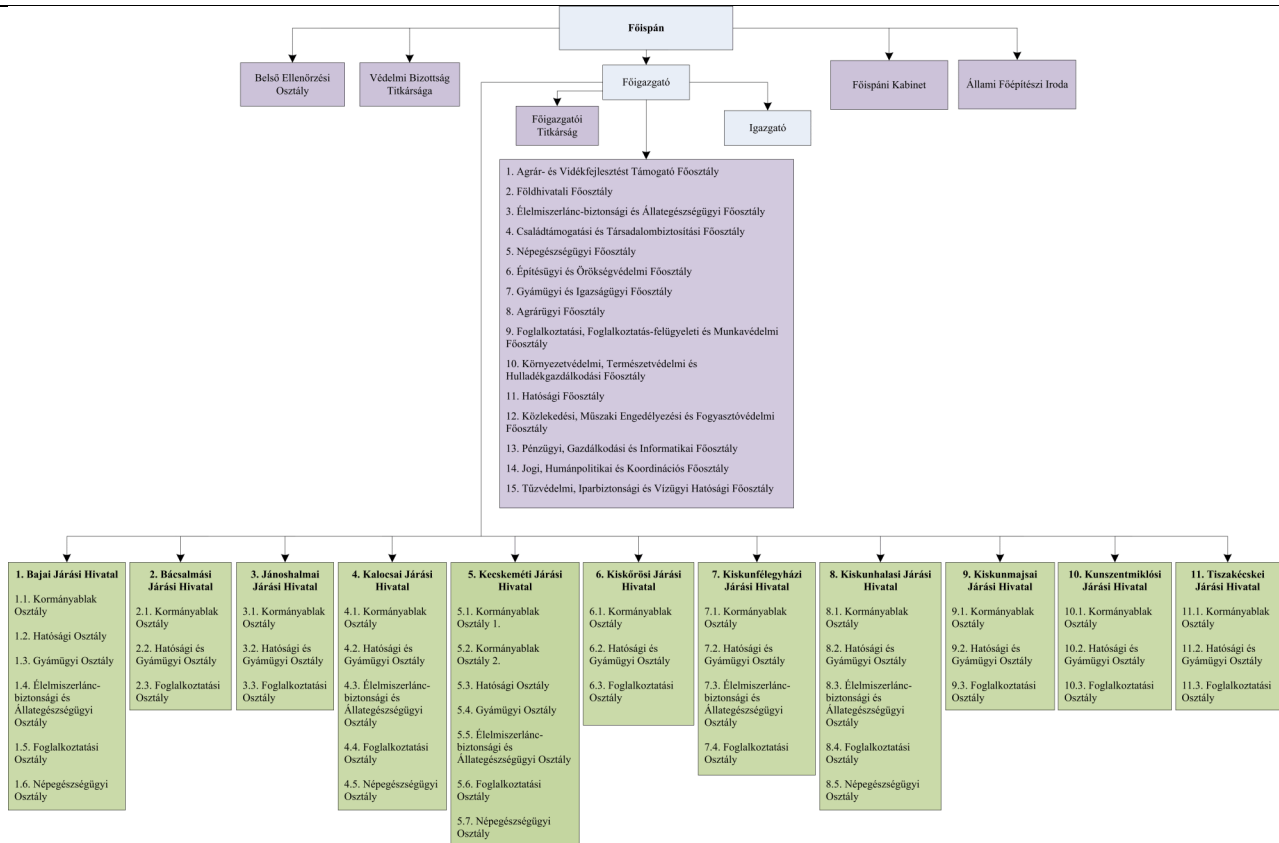 Főispán
Belső Ellenőrzési
Osztály
Védelmi Bizottság
Titkársága
Főigazgató
Főispáni Kabinet
Állami Főépítészi Iroda
Főigazgatói
Titkárság
Igazgató
1. Agrár- és Vidékfejlesztést Támogató Főosztály
2. Földhivatali Főosztály
3. Élelmiszerlánc-biztonsági és Állategészségügyi Főosztály
4. Családtámogatási és Társadalombiztosítási Főosztály
5. Népegészségügyi Főosztály
6. Építésügyi és Örökségvédelmi Főosztály
7. Gyámügyi és Igazságügyi Főosztály
8. Agrárügyi Főosztály
9. Foglalkoztatási, Foglalkoztatás-felügyeleti és Munkavédelmi
Főosztály
10. Környezetvédelmi, Természetvédelmi és
Hulladékgazdálkodási Főosztály
11. Hatósági Főosztály
12. Közlekedési, Műszaki Engedélyezési és Fogyasztóvédelmi
Főosztály
13. Pénzügyi, Gazdálkodási és Informatikai Főosztály
14. Jogi, Humánpolitikai és Koordinációs Főosztály
15. Tűzvédelmi, Iparbiztonsági és Vízügyi Hatósági Főosztály
1. Bajai Járási Hivatal
1.1. Kormányablak
Osztály
1.2. Hatósági Osztály
1.3. Gyámügyi Osztály
1.4. Élelmiszerlánc-
biztonsági és
Állategészségügyi
Osztály
1.5. Foglalkoztatási
Osztály
1.6. Népegészségügyi
Osztály
2. Bácsalmási
Járási Hivatal
2.1. Kormányablak
Osztály
2.2. Hatósági és
Gyámügyi Osztály
2.3. Foglalkoztatási
Osztály
3. Jánoshalmai
Járási Hivatal
3.1. Kormányablak
Osztály
3.2. Hatósági és
Gyámügyi Osztály
3.3. Foglalkoztatási
Osztály
4. Kalocsai Járási
Hivatal
4.1. Kormányablak
Osztály
4.2. Hatósági és
Gyámügyi Osztály
4.3. Élelmiszerlánc-
biztonsági és
Állategészségügyi
Osztály
4.4. Foglalkoztatási
Osztály
4.5. Népegészségügyi
Osztály
5. Kecskeméti Járási
Hivatal
5.1. Kormányablak
Osztály 1.
5.2. Kormányablak
Osztály 2.
5.3. Hatósági Osztály
5.4. Gyámügyi Osztály
5.5. Élelmiszerlánc-
biztonsági és
Állategészségügyi Osztály
5.6. Foglalkoztatási
Osztály
5.7. Népegészségügyi
Osztály
6. Kiskőrösi Járási
Hivatal
6.1. Kormányablak
Osztály
6.2. Hatósági és
Gyámügyi Osztály
6.3. Foglalkoztatási
Osztály
7. Kiskunfélegyházi
Járási Hivatal
7.1. Kormányablak
Osztály
7.2. Hatósági és
Gyámügyi Osztály
7.3. Élelmiszerlánc-
biztonsági és
Állategészségügyi
Osztály
7.4. Foglalkoztatási
Osztály
8. Kiskunhalasi Járási
Hivatal
8.1. Kormányablak
Osztály
8.2. Hatósági és
Gyámügyi Osztály
8.3. Élelmiszerlánc-
biztonsági és
Állategészségügyi
Osztály
8.4. Foglalkoztatási
Osztály
8.5. Népegészségügyi
Osztály
9. Kiskunmajsai
Járási Hivatal
9.1. Kormányablak
Osztály
9.2. Hatósági és
Gyámügyi Osztály
9.3. Foglalkoztatási
Osztály
10. Kunszentmiklósi
Járási Hivatal
10.1. Kormányablak
Osztály
10.2. Hatósági és
Gyámügyi Osztály
10.3. Foglalkoztatási
Osztály
11. Tiszakécskei
Járási Hivatal
11.1. Kormányablak
Osztály
11.2. Hatósági és
Gyámügyi Osztály
11.3. Foglalkoztatási
Osztály